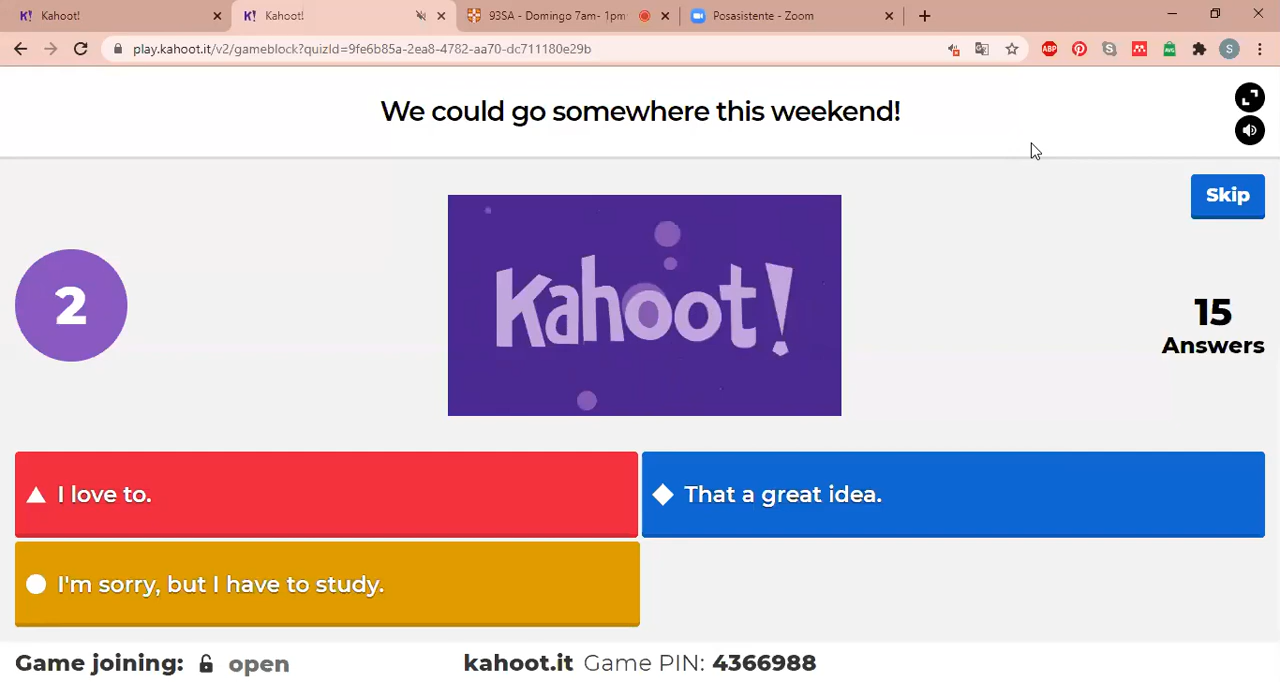 Kahoot!
Kahoot!
93SA - Domingo 7am- 1pm
Posasistente - Zoom
play.kahoot.it/v2/gameblock?quizId=9fe6b85a-2ea8-4782-aa70-dc711180e29b
ABP
S
We could go somewhere this weekend!
Skip
Kahoot!
2
15
Answers
I love to.
That a great idea.
I'm sorry, but I have to study.
Game joining: open
kahoot.it Game PIN: 4366988